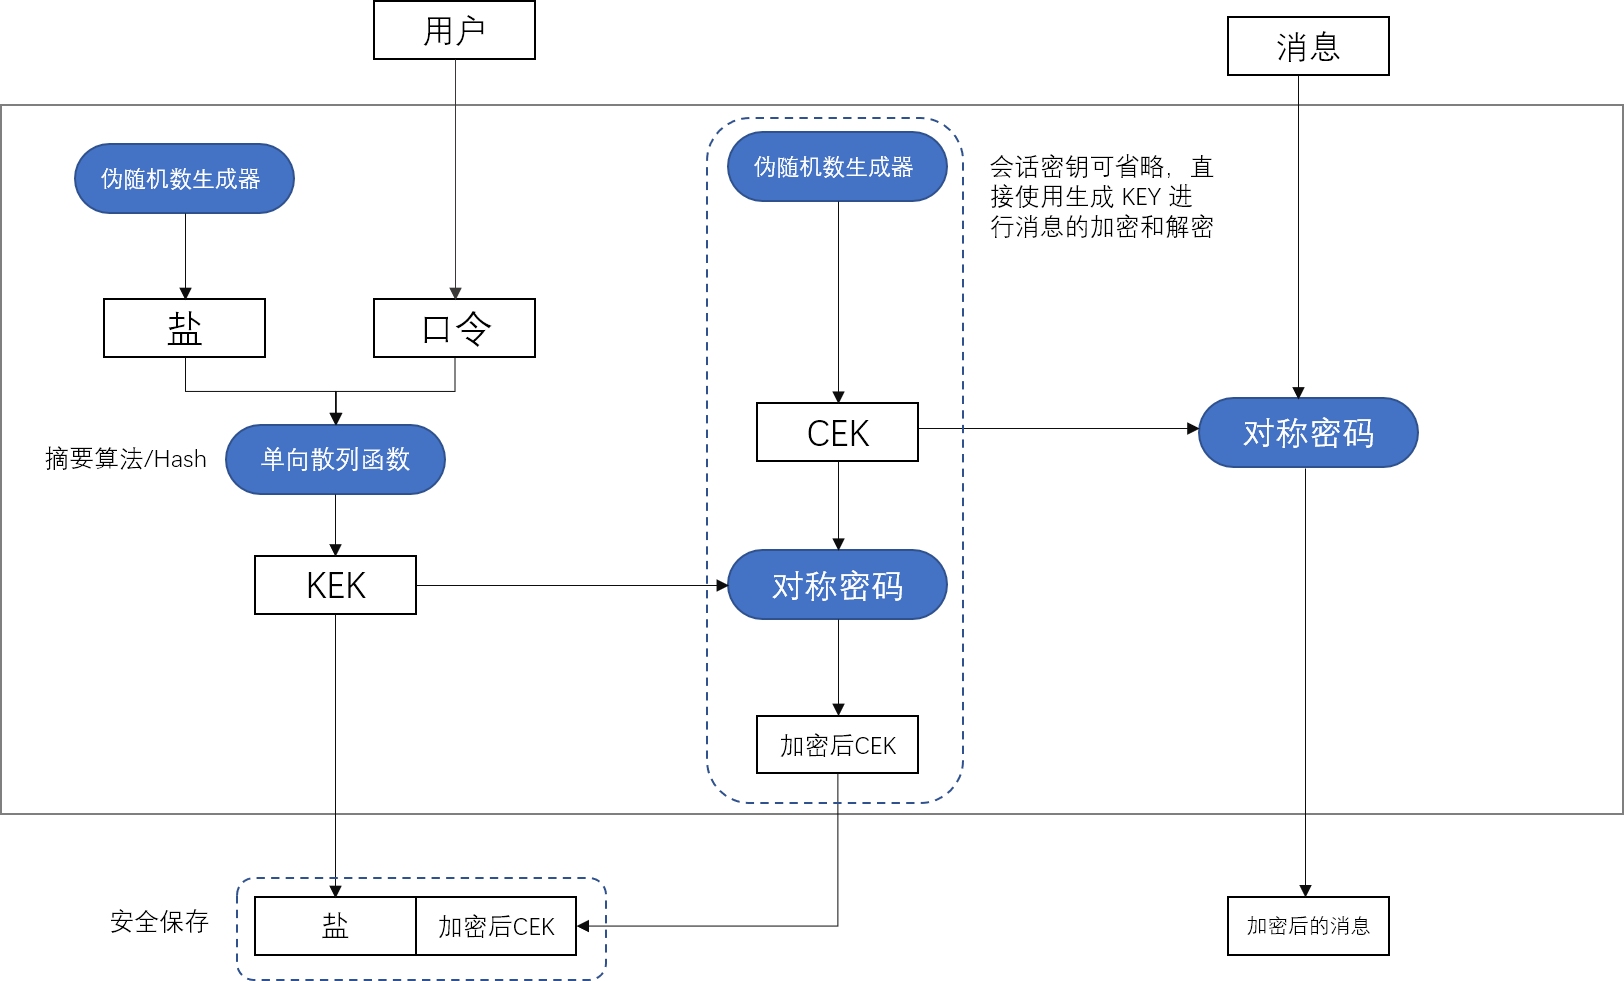 用户
消息
伪随机数生成器
伪随机数生成器
会话密钥可省略，直
接使用生成 KEY 进
行消息的加密和解密
盐
口令
CEK
对称密码
摘要算法/Hash
单向散列函数
KEK
对称密码
加密后CEK
安全保存
盐
加密后CEK
加密后的消息